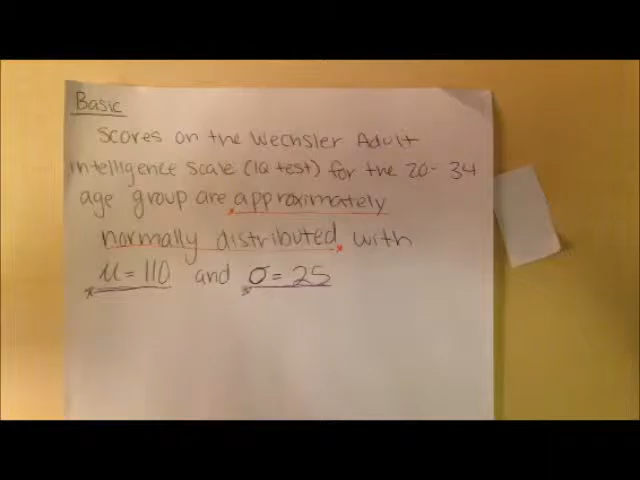 Basic
Scores on the Wechsler Adult
Intelligence Scale (IQ test) for the 20-34
age group are approximately
normally distributed with
μ = 110 and σ = 25